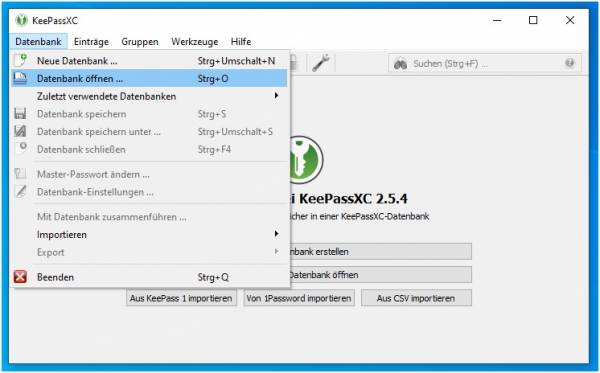 KeePassXC
Datenbank Einträge Gruppen Werkzeuge Hilfe
Neue Datenbank ... Strg+Umschalt+N
Datenbank öffnen ... Strg+O
Zuletzt verwendete Datenbanken
Datenbank speichern Strg+S
Datenbank speichern unter ... Strg+Umschalt+S
Datenbank schließen Strg+F4
Master-Passwort ändern ...
Datenbank-Einstellungen ...
Mit Datenbank zusammenführen ...
Importieren
Export
Beenden Strg+Q
Suchen (Strg+F) ...
ei KeePassXC 2.5.4
icher in einer KeePassXC-Datenbank
nbank erstellen
Datenbank öffnen
Aus KeePass 1 importieren Von 1Password importieren Aus CSV importieren